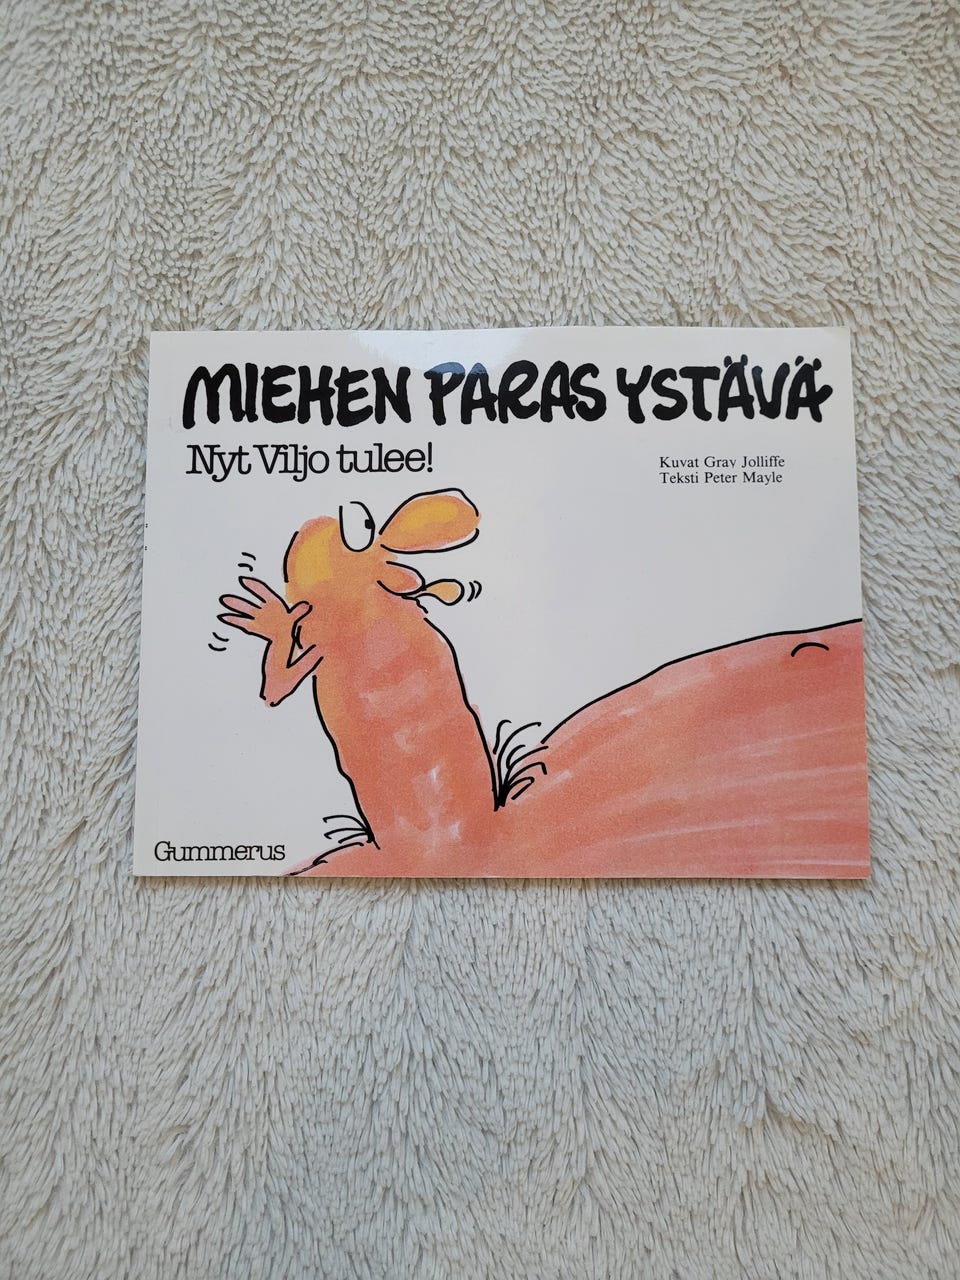 MIEHEN PARAS YSTÄVÄ
Nyt Viljo tulee!
Kuvat Gray Jolliffe
Teksti Peter Mayle
Gummerus